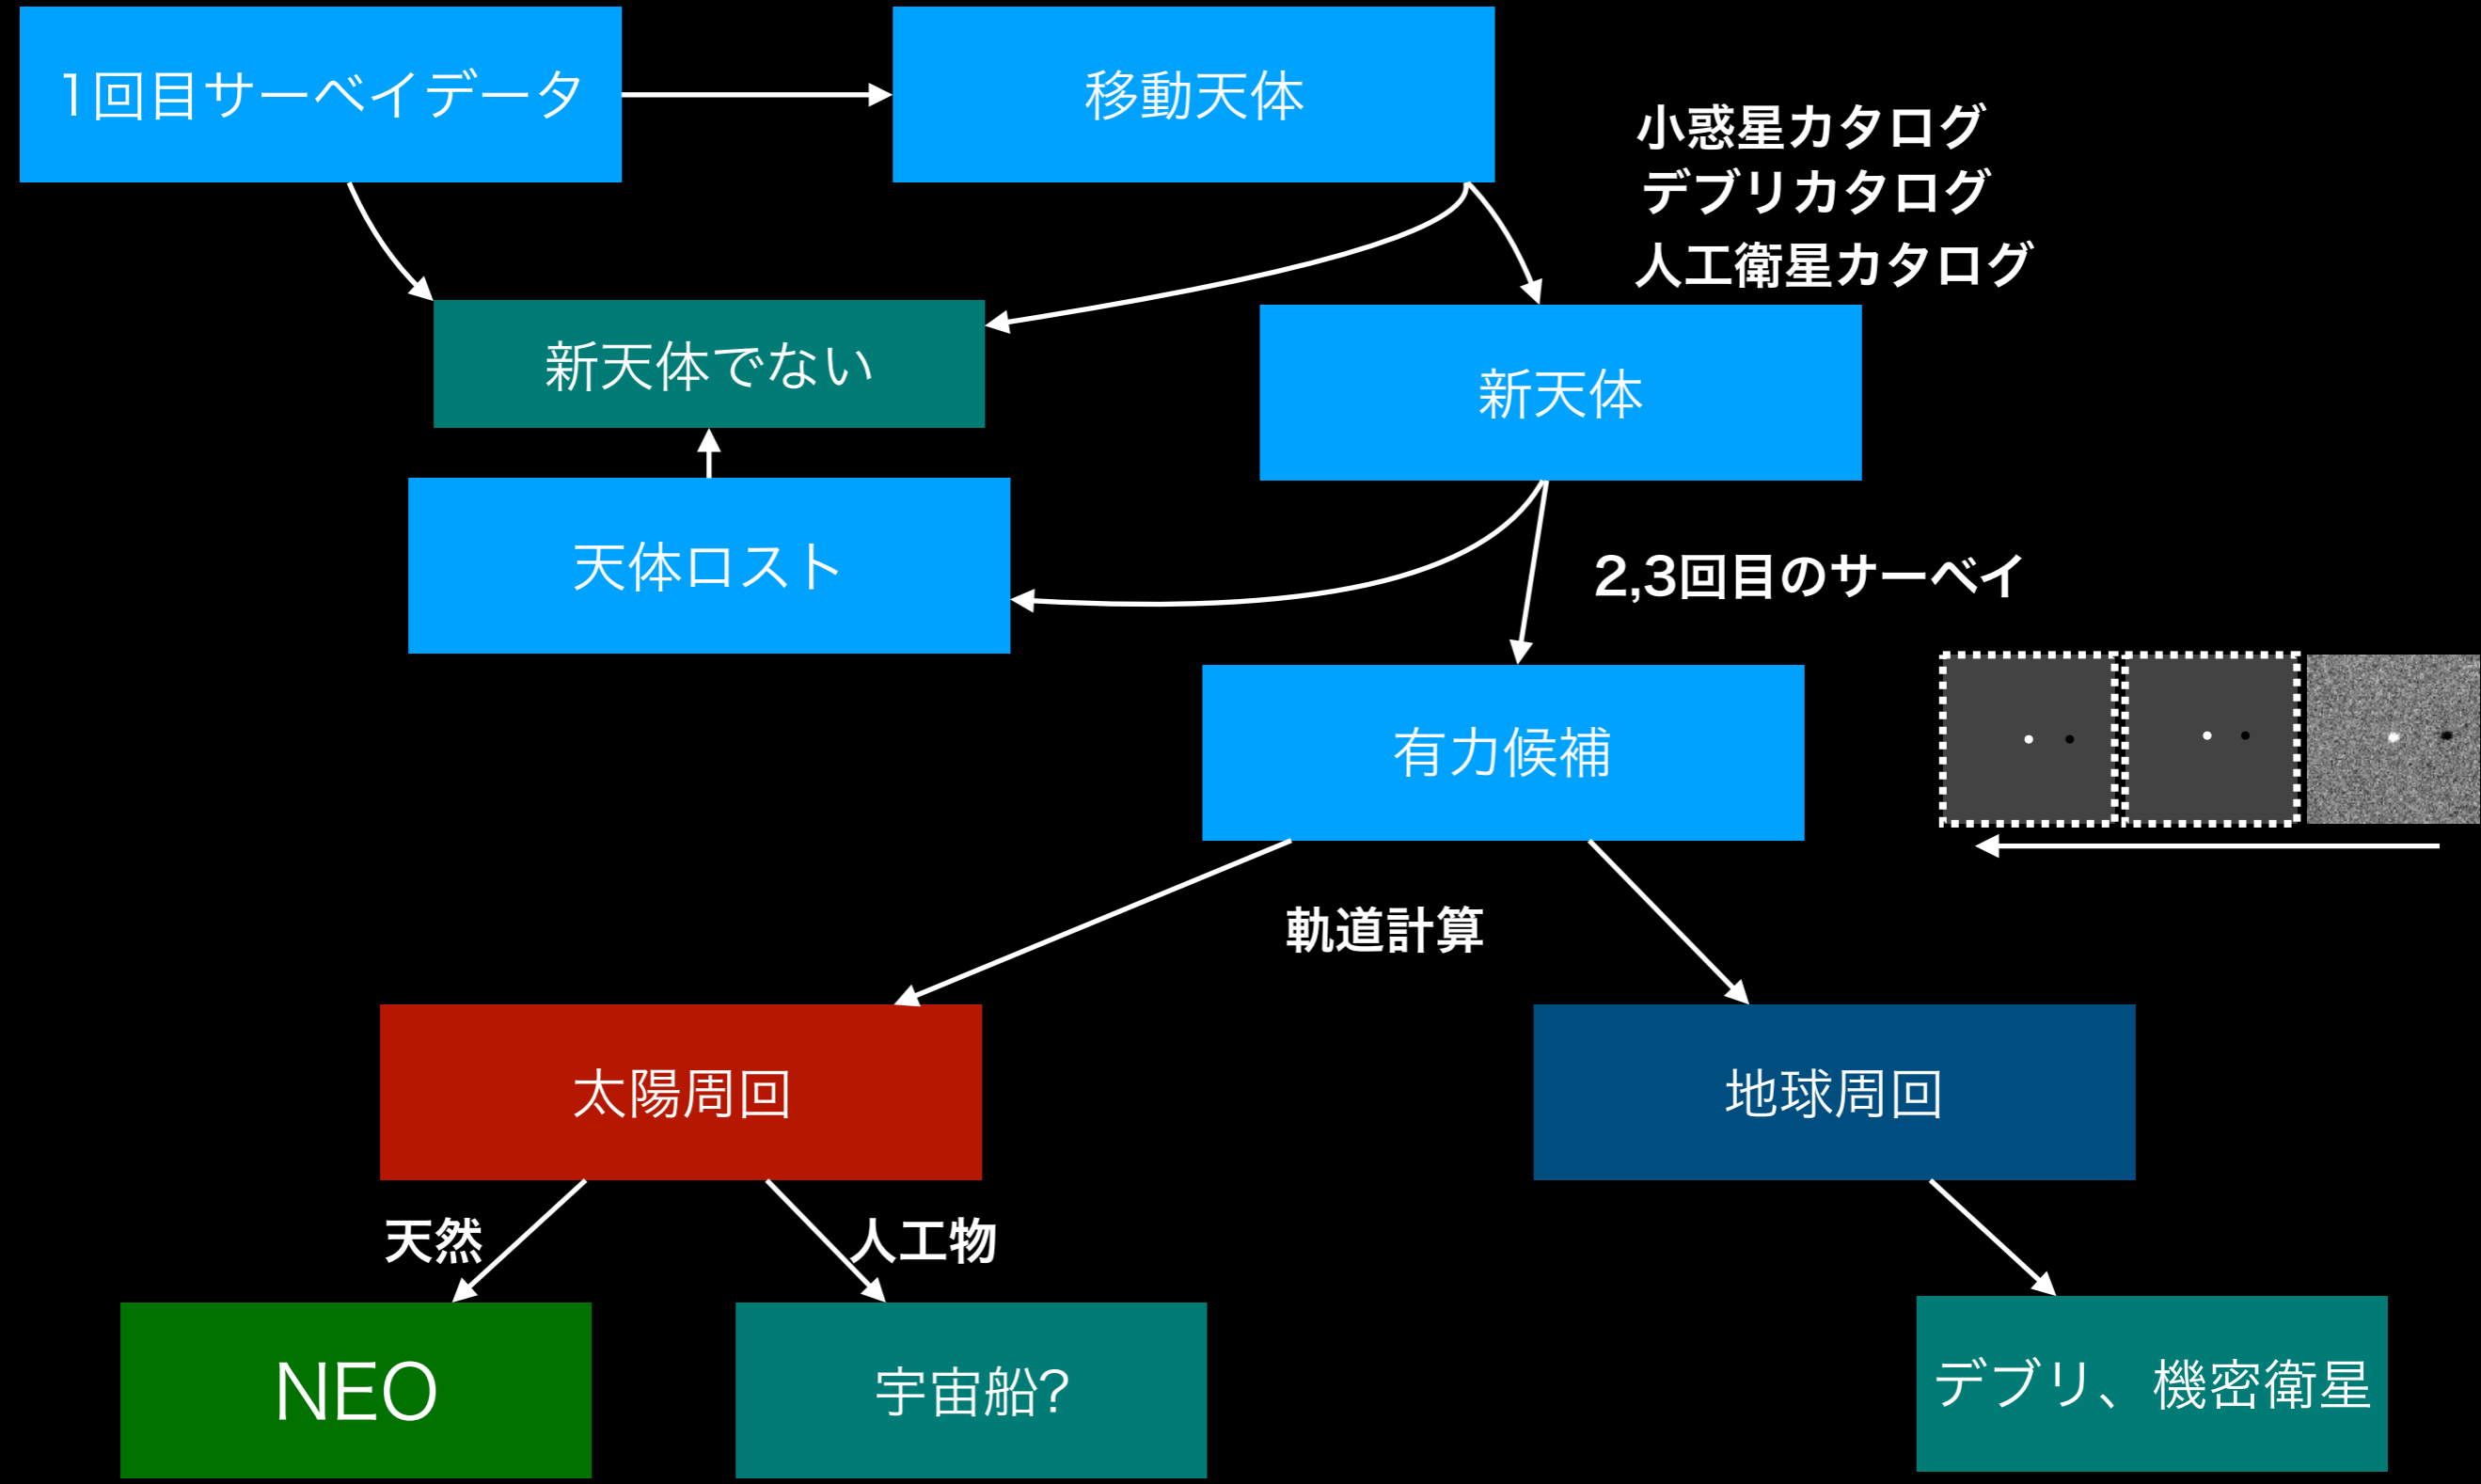 1回目サーベイデータ
移動天体
小惑星カタログ
デブリカタログ
人工衛星カタログ
新天体でない
新天体
天体ロスト
2,3回目のサーベイ
有力候補
軌道計算
太陽周回
地球周回
天然
人工物
NEO
宇宙船?
デブリ、機密衛星